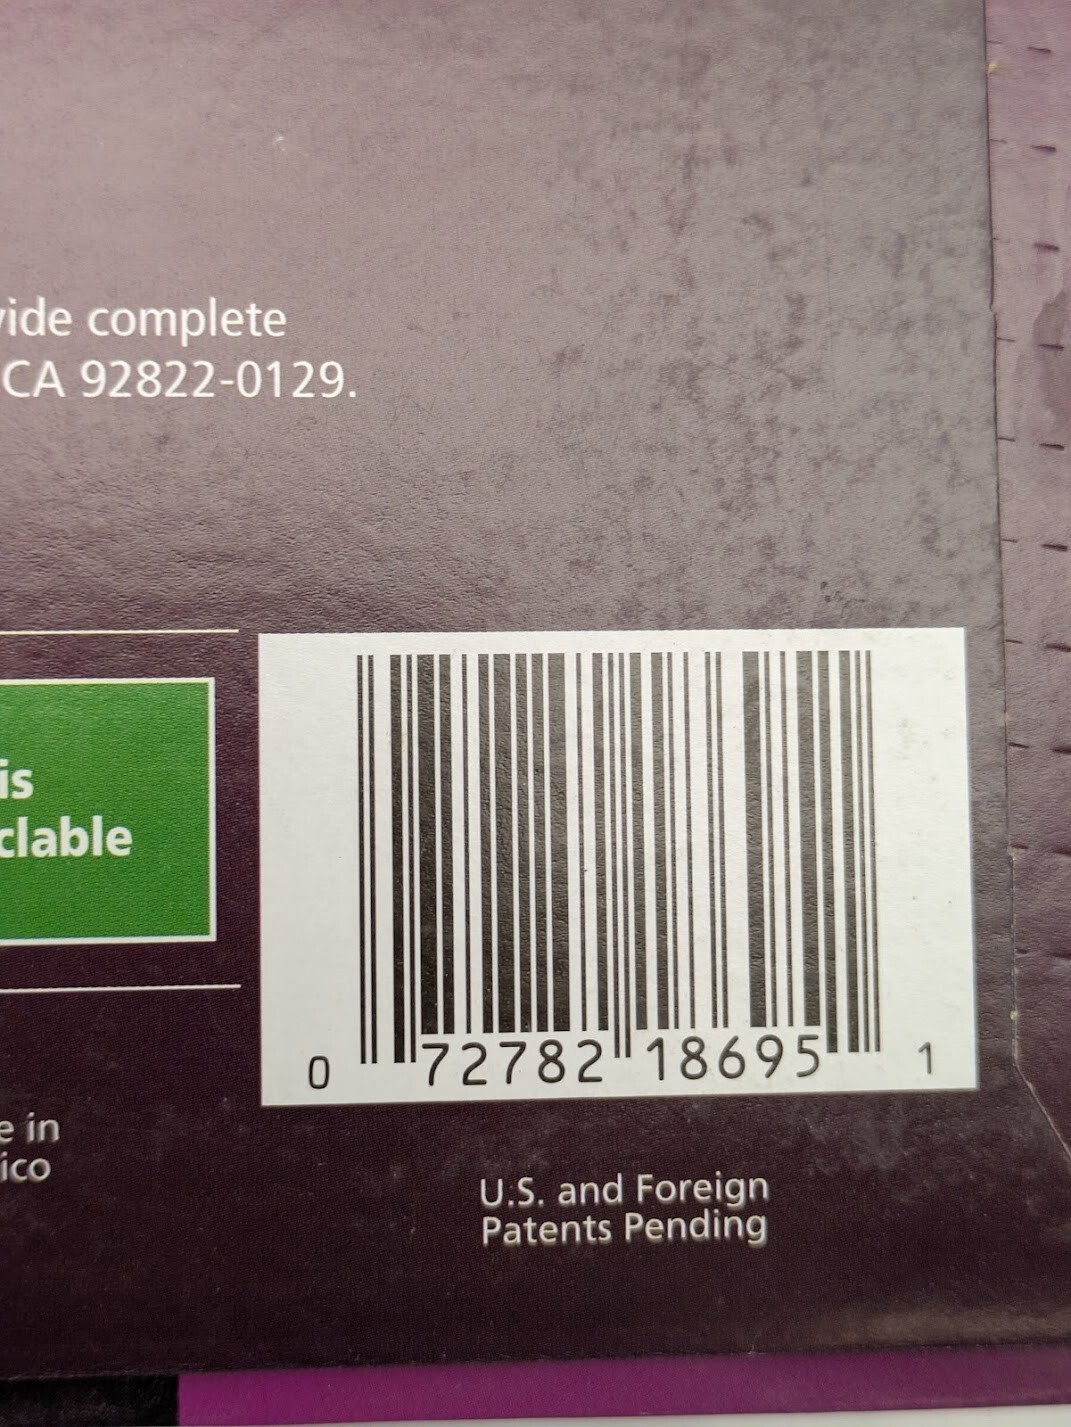 vide complete
CA 92822-0129.
is
clable
0 72782 18695 1
e in
ico
U.S. and Foreign
Patents Pending